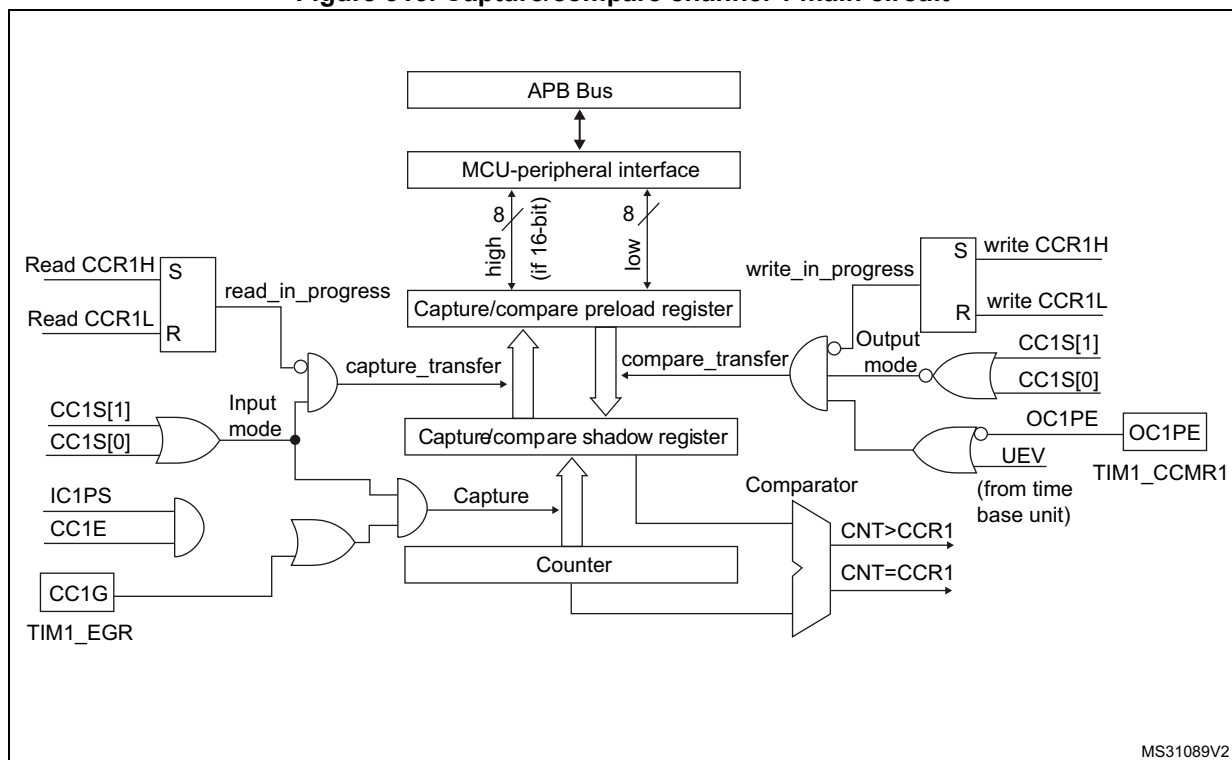 APB Bus
MCU-peripheral interface
8
high
(if 16-bit)
8
low
Read CCR1H
S
read_in_progress
Read CCR1L
R
write_in_progress
S
write CCR1H
R
write CCR1L
Capture/compare preload register
capture_transfer
compare_transfer
Output
mode
CC1S[1]
CC1S[0]
CC1S[1]
CC1S[0]
Input
mode
Capture/compare shadow register
OC1PE
OC1PE
UEV
TIM1_CCMR1
(from time
base unit)
IC1PS
CC1E
Capture
Comparator
CNT>CCR1
Counter
CNT=CCR1
CC1G
TIM1_EGR
MS31089V2